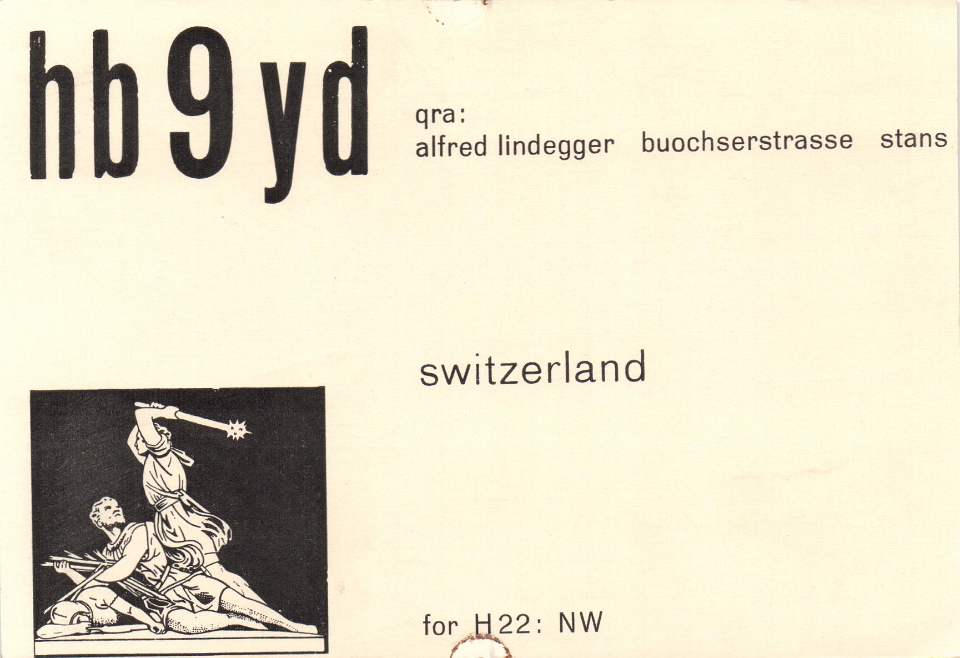 hb9yd
qra:
alfred lindegger buochserstrasse stans
switzerland
for H22: NW